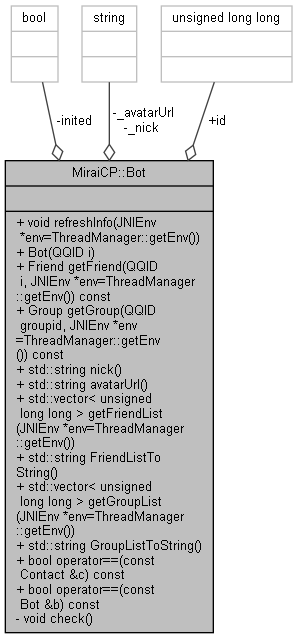 bool
string
unsigned long long
-inited
-_avatarUrl
-_nick
+id
MiraiCP::Bot
+ void refreshInfo(JNIEnv
*env=ThreadManager::getEnv())
+ Bot(QQID i)
+ Friend getFriend(QQID
i, JNIEnv *env=ThreadManager
::getEnv()) const
+ Group getGroup(QQID
groupid, JNIEnv *env
=ThreadManager::getEnv
()) const
+ std::string nick()
+ std::string avatarUrl()
+ std::vector< unsigned
long long > getFriendList
(JNIEnv *env=ThreadManager
::getEnv())
+ std::string FriendListTo
String()
+ std::vector< unsigned
long long > getGroupList
(JNIEnv *env=ThreadManager
::getEnv())
+ std::string GroupListToString()
+ bool operator==(const
Contact &c) const
+ bool operator==(const
Bot &b) const
- void check()